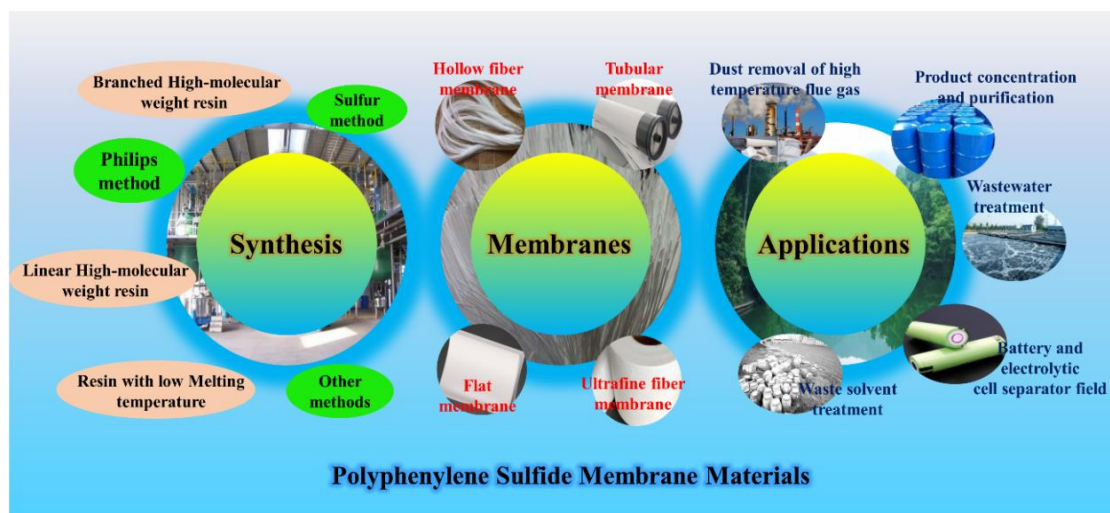 Branched High-molecular
weight resin
Sulfur
method
Philips
method
Linear High-molecular
weight resin
Resin with low Melting
temperature
Other
methods
Synthesis
Hollow fiber
membrane
Tubular
membrane
Membranes
Flat
membrane
Ultrafine fiber
membrane
Dust removal of high
temperature flue gas
Product concentration
and purification
Wastewater
treatment
Applications
Waste solvent
treatment
Battery and
electrolytic
cell separator field
Polyphenylene Sulfide Membrane Materials